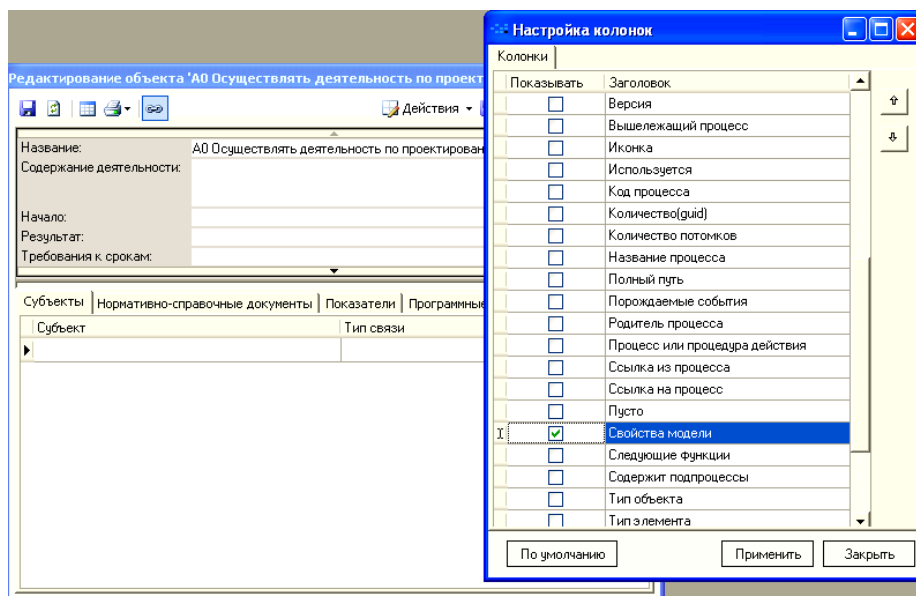 Редактирование объекта 'A0 Осуществлять деятельность по проект
Действия
Название:
A0 Осуществлять деятельность по проектирован
Содержание деятельности:
Начало:
Результат:
Требования к срокам:
Субъекты
Нормативно-справочные документы
Показатели
Программные
Субъект
Тип связи
Настройка колонок
Колонки
Показывать
Заголовок
Версия
Вышележащий процесс
Иконка
Используется
Код процесса
Количество(guid)
Количество потомков
Название процесса
Полный путь
Порождаемые события
Родитель процесса
Процесс или процедура действия
Ссылка из процесса
Ссылка на процесс
Пусто
Свойства модели
Следующие функции
Содержит подпроцессы
Тип объекта
Тип элемента
По умолчанию
Применить
Закрыть